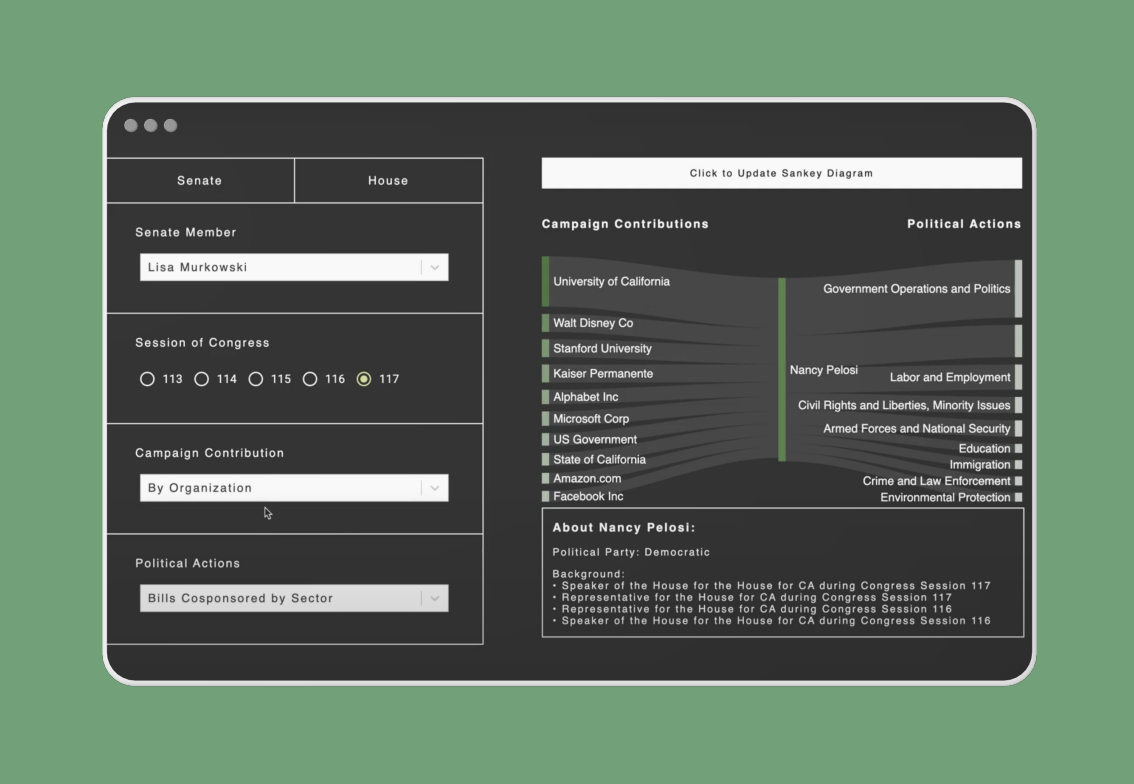 Senate
House
Senate Member
Lisa Murkowski
Session of Congress
113
114
115
116
117
Campaign Contribution
By Organization
Political Actions
Bills Cosponsored by Sector
Click to Update Sankey Diagram
Campaign Contributions
Political Actions
University of California
Walt Disney Co
Stanford University
Kaiser Permanente
Alphabet Inc
Microsoft Corp
US Government
State of California
Amazon.com
Facebook Inc
Nancy Pelosi
Government Operations and Politics
Labor and Employment
Civil Rights and Liberties, Minority Issues
Armed Forces and National Security
Education
Immigration
Crime and Law Enforcement
Environmental Protection
About Nancy Pelosi:
Political Party: Democratic
Background:
• Speaker of the House for the House for CA during Congress Session 117
• Representative for the House for CA during Congress Session 117
• Representative for the House for CA during Congress Session 116
• Speaker of the House for the House for CA during Congress Session 116